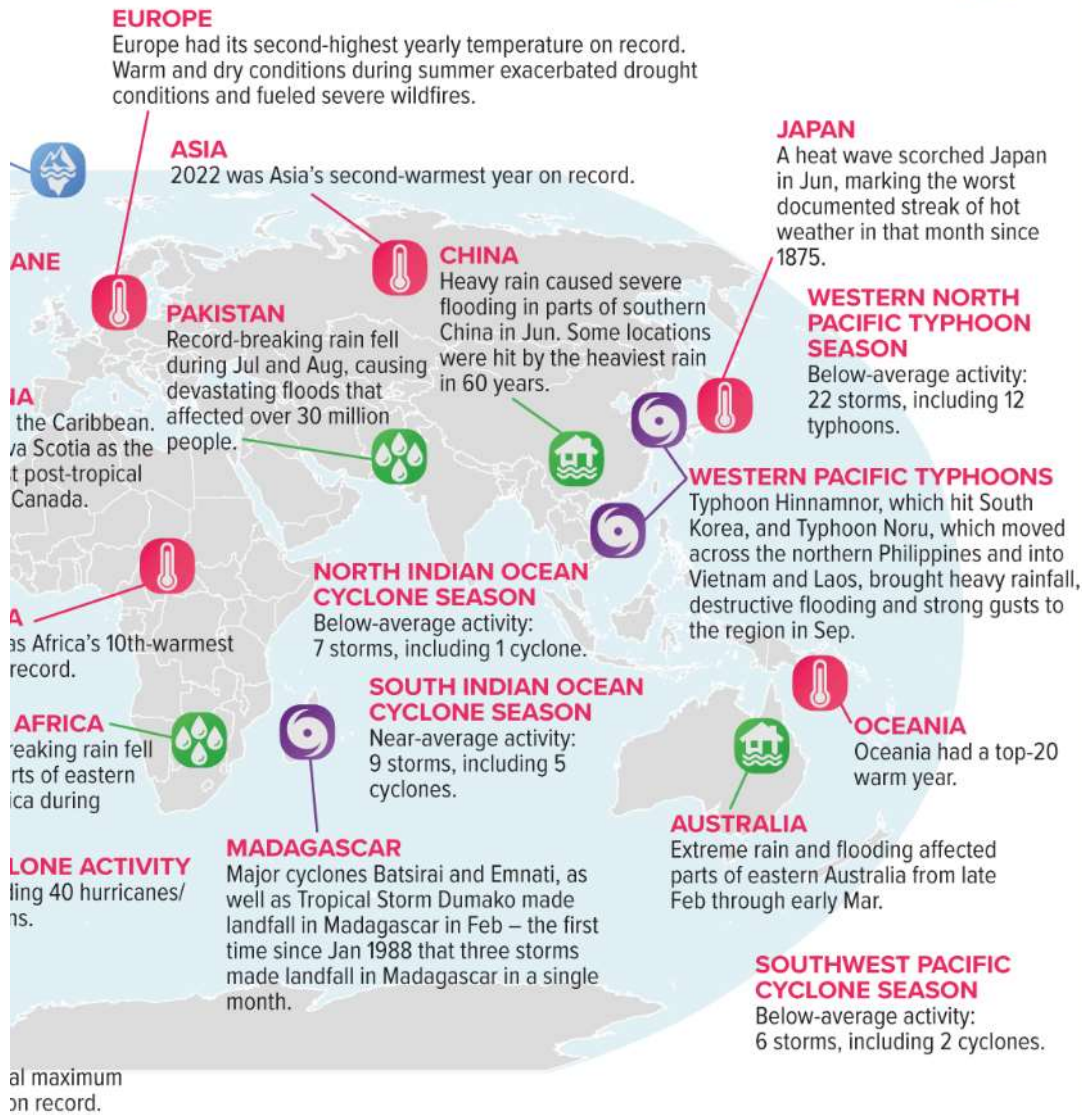 EUROPE
Europe had its second-highest yearly temperature on record.
Warm and dry conditions during summer exacerbated drought
conditions and fueled severe wildfires.
ASIA
2022 was Asia's second-warmest year on record.
JAPAN
A heat wave scorched Japan
in Jun, marking the worst
documented streak of hot
weather in that month since
1875.
ANE
CHINA
Heavy rain caused severe
flooding in parts of southern
China in Jun. Some locations
were hit by the heaviest rain
in 60 years.
PAKISTAN
Record-breaking rain fell
during Jul and Aug, causing
devastating floods that
affected over 30 million
people.
WESTERN NORTH
PACIFIC TYPHOON
SEASON
Below-average activity:
22 storms, including 12
typhoons.
NA
the Caribbean.
va Scotia as the
t post-tropical
Canada.
WESTERN PACIFIC TYPHOONS
Typhoon Hinnamnor, which hit South
Korea, and Typhoon Noru, which moved
across the northern Philippines and into
Vietnam and Laos, brought heavy rainfall,
destructive flooding and strong gusts to
the region in Sep.
NORTH INDIAN OCEAN
CYCLONE SEASON
Below-average activity:
7 storms, including 1 cyclone.
A
as Africa's 10th-warmest
record.
SOUTH INDIAN OCEAN
CYCLONE SEASON
Near-average activity:
9 storms, including 5
cyclones.
AFRICA
reaking rain fell
rts of eastern
ica during
OCEANIA
Oceania had a top-20
warm year.
AUSTRALIA
Extreme rain and flooding affected
parts of eastern Australia from late
Feb through early Mar.
LONE ACTIVITY
ding 40 hurricanes/
ns.
MADAGASCAR
Major cyclones Batsirai and Emnati, as
well as Tropical Storm Dumako made
landfall in Madagascar in Feb – the first
time since Jan 1988 that three storms
made landfall in Madagascar in a single
month.
SOUTHWEST PACIFIC
CYCLONE SEASON
Below-average activity:
6 storms, including 2 cyclones.
al maximum
on record.